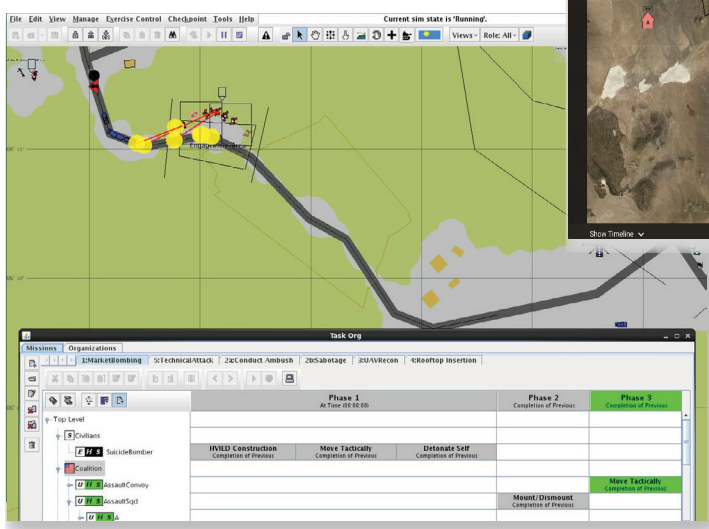 File Edit View Manage Exercise Control Checkpoint Tools Help
Current sim state is 'Running'.
Views
Role: All
A
Engagement Area
Show Timeline
Task Org
Missions Organizations
1:MarketBombing 5:TechnicalAttack 2a:Conduct Ambush 2b:Sabotage 3:UAVRecon 4:Rooftop Insertion
Phase 1 Phase 2 Phase 3
At Time (00:00:00) Completion of Previous Completion of Previous
Top Level
S Civilians
E H S SuicideBomber
HVIED Construction Move Tactically Detonate Self
Completion of Previous Completion of Previous Completion of Previous
Coalition
U H S AssaultConvoy
Move Tactically
Completion of Previous
U H S AssaultSqd
Mount/Dismount
Completion of Previous
U H S A